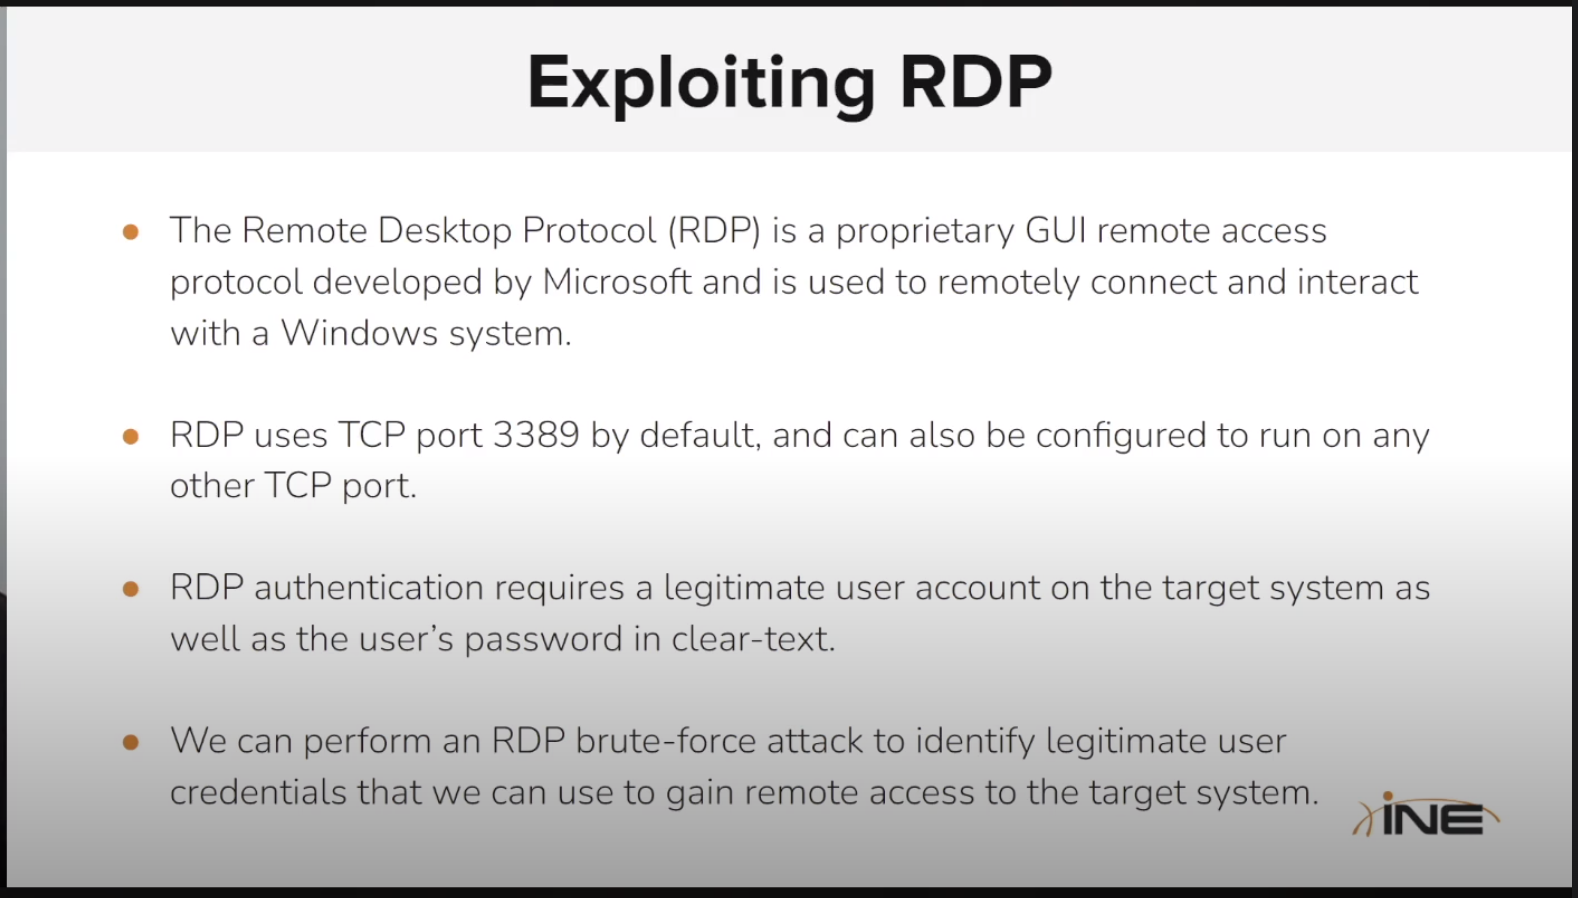 Exploiting RDP
The Remote Desktop Protocol (RDP) is a proprietary GUI remote access
protocol developed by Microsoft and is used to remotely connect and interact
with a Windows system.
RDP uses TCP port 3389 by default, and can also be configured to run on any
other TCP port.
RDP authentication requires a legitimate user account on the target system as
well as the user’s password in clear-text.
We can perform an RDP brute-force attack to identify legitimate user
credentials that we can use to gain remote access to the target system.
iNE